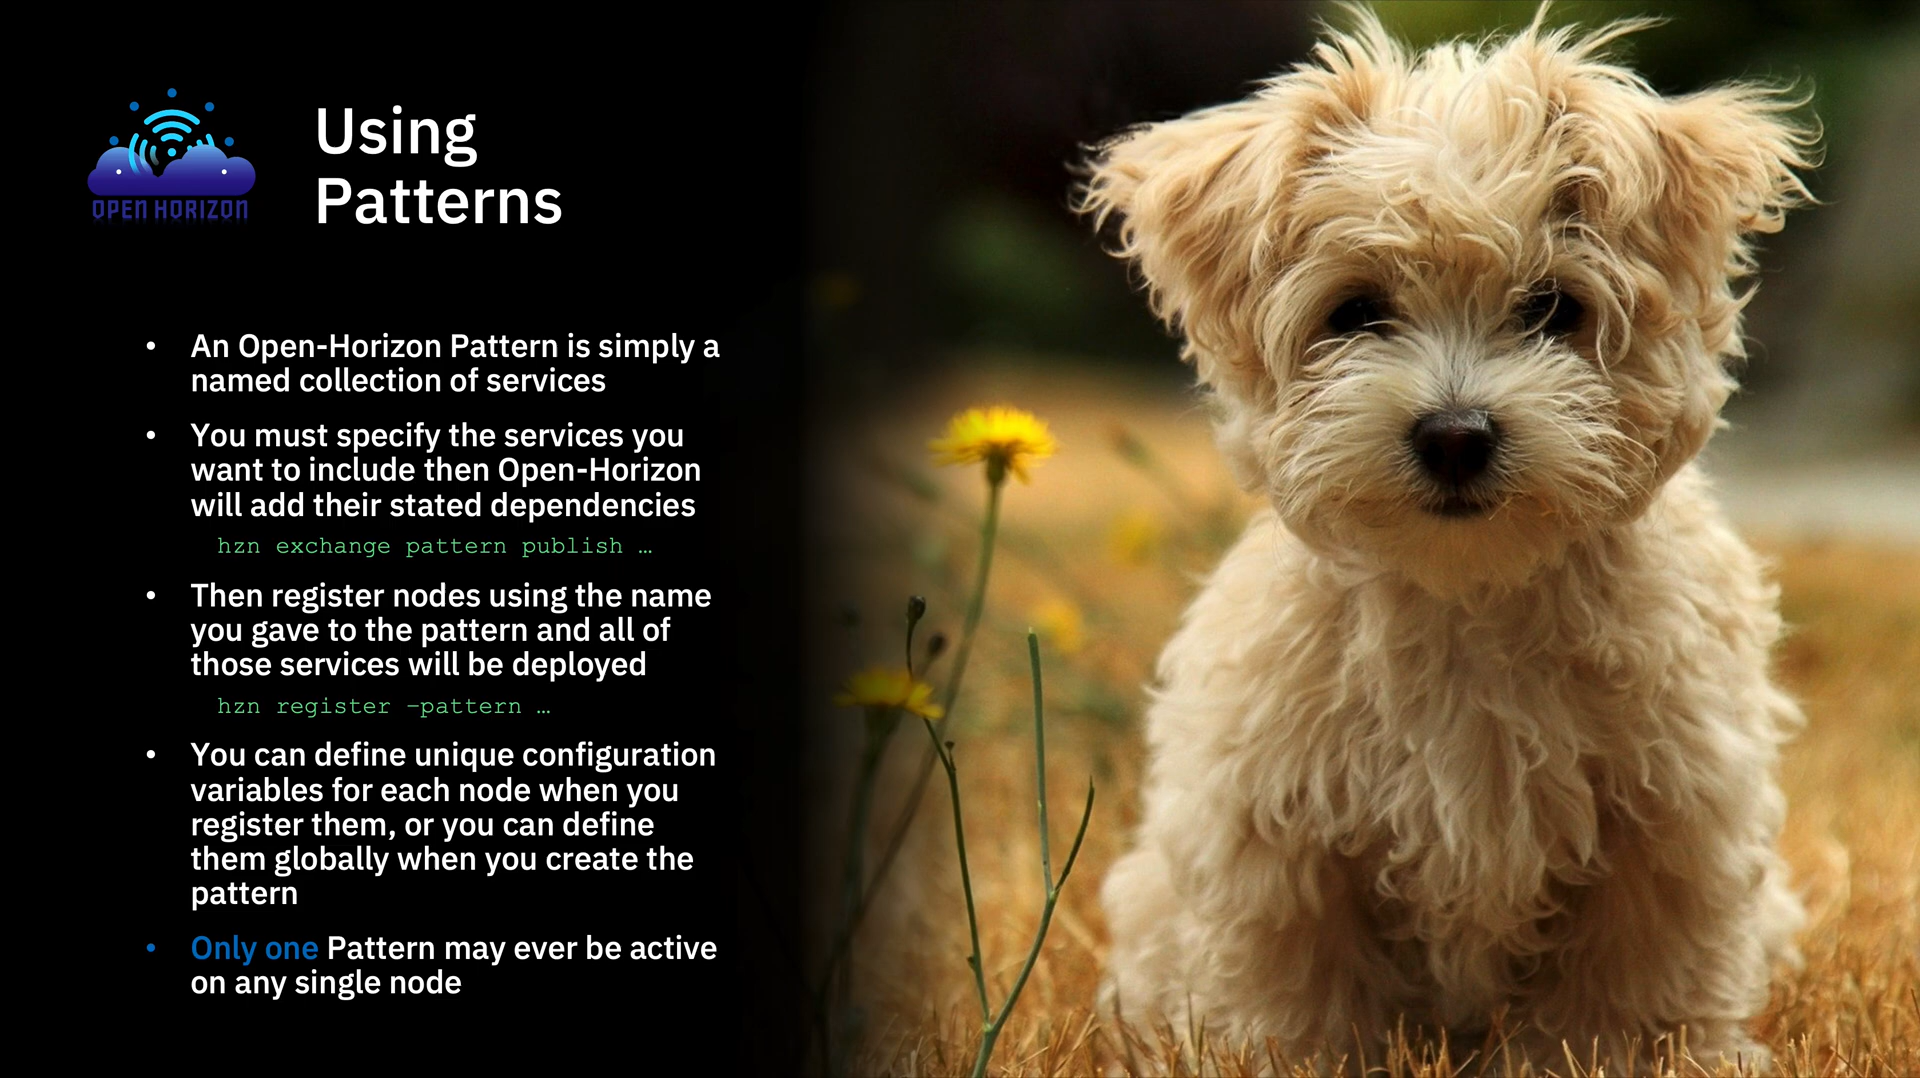 OPEN HORIZON
Using
Patterns
• An Open-Horizon Pattern is simply a
named collection of services
• You must specify the services you
want to include then Open-Horizon
will add their stated dependencies
hzn exchange pattern publish …
• Then register nodes using the name
you gave to the pattern and all of
those services will be deployed
hzn register –pattern …
• You can define unique configuration
variables for each node when you
register them, or you can define
them globally when you create the
pattern
• Only one Pattern may ever be active
on any single node